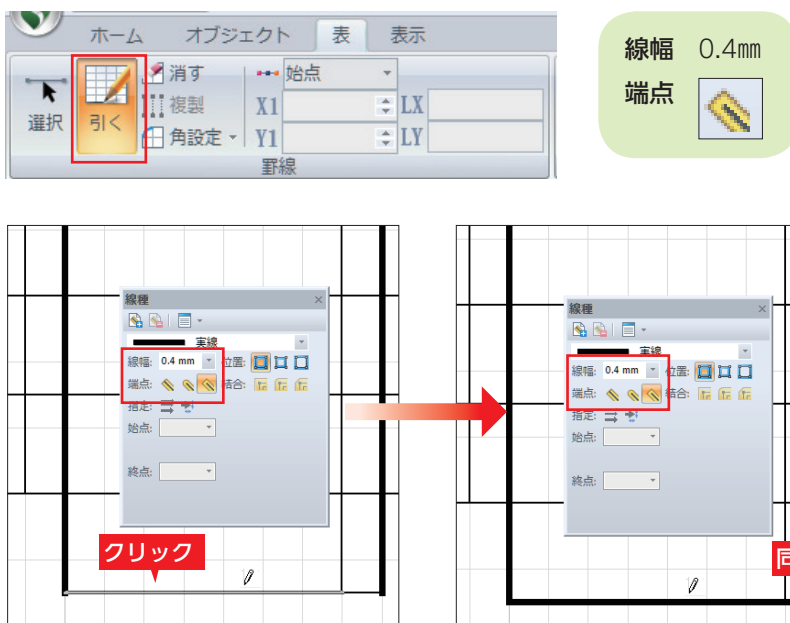 ホーム オブジェクト 表 表示
選択 引く 消す 複製 角設定
始点
X1 LX
Y1 LY
罫線
線幅 0.4㎜
端点
線種
実線
線幅: 0.4 mm 位置:
端点: 結合:
指定:
始点:
終点:
クリック
線種
実線
線幅: 0.4 mm 位置:
端点: 結合:
指定:
始点:
終点: